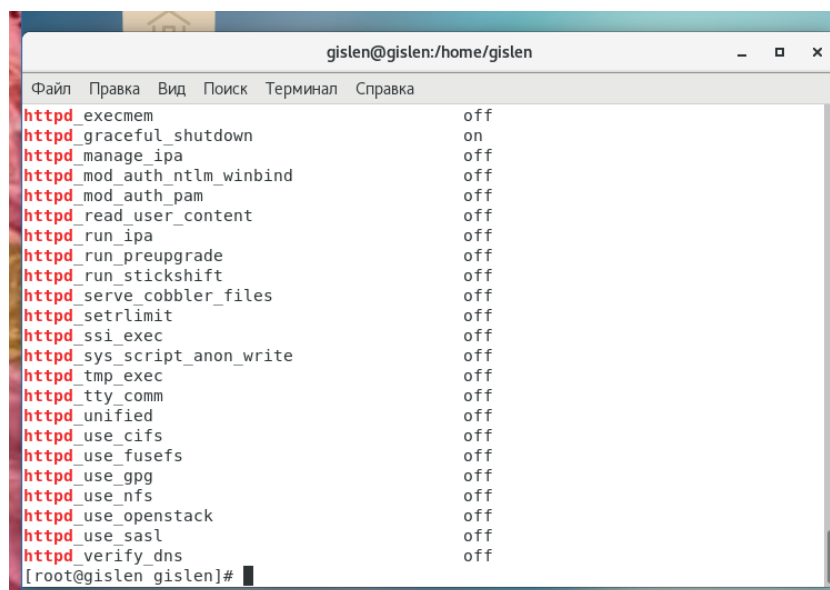 gislen@gislen:/home/gislen
Файл Правка Вид Поиск Терминал Справка
httpd_execmem off
httpd_graceful_shutdown on
httpd_manage_ipa off
httpd_mod_auth_ntlm_winbind off
httpd_mod_auth_pam off
httpd_read_user_content off
httpd_run_ipa off
httpd_run_preupgrade off
httpd_run_stickshift off
httpd_serve_cobbler_files off
httpd_setrlimit off
httpd_ssi_exec off
httpd_sys_script_anon_write off
httpd_tmp_exec off
httpd_tty_comm off
httpd_unified off
httpd_use_cifs off
httpd_use_fusefs off
httpd_use_gpg off
httpd_use_nfs off
httpd_use_openstack off
httpd_use_sasl off
httpd_verify_dns off
[root@gislen gislen]#